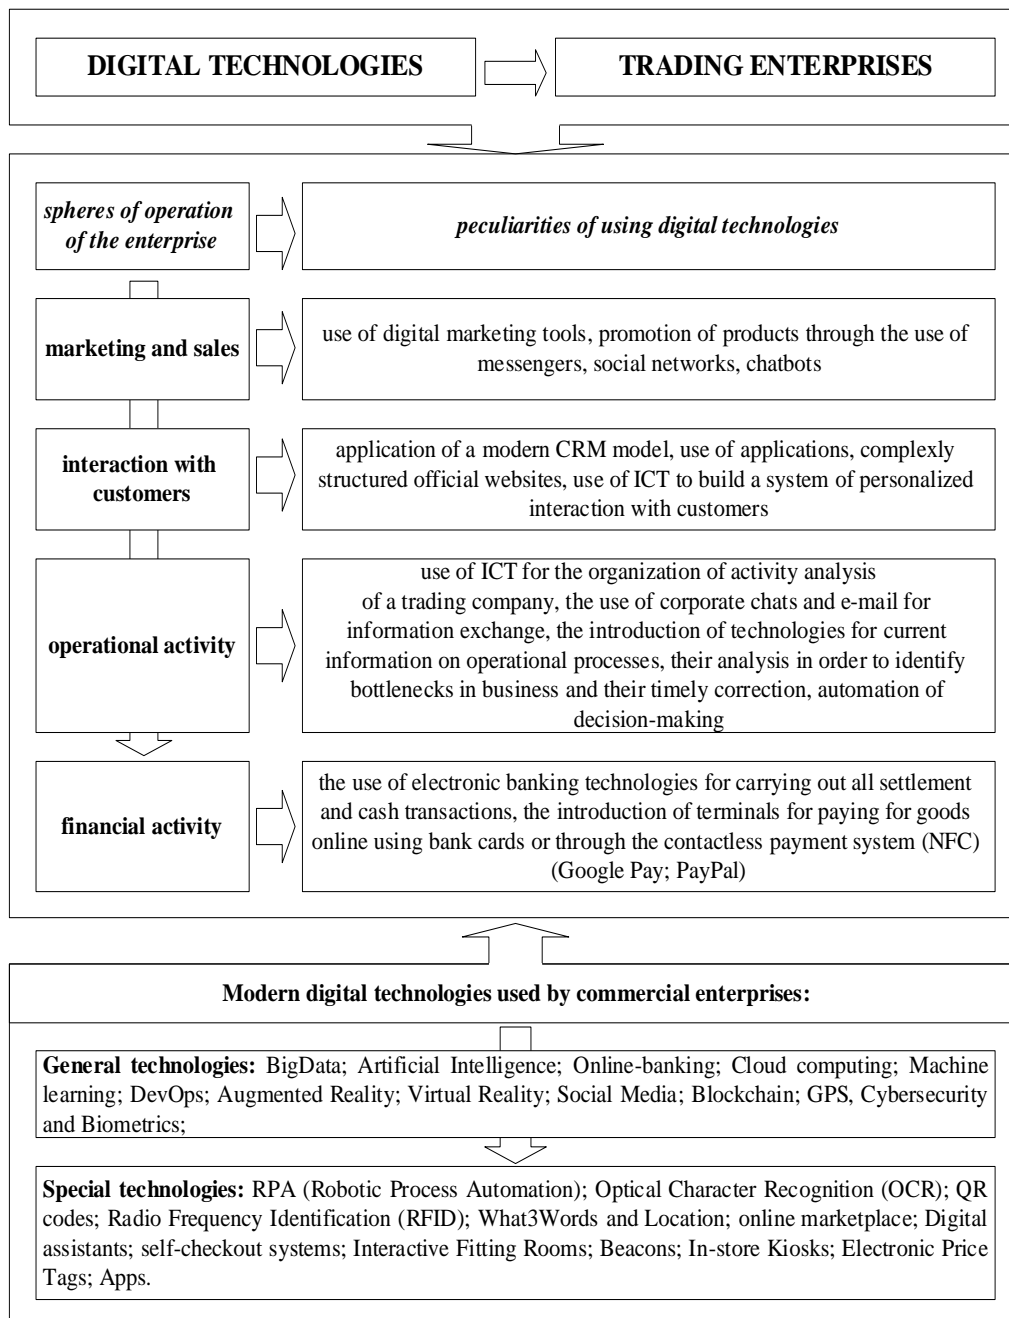 DIGITAL TECHNOLOGIES
TRADING ENTERPRISES
spheres of operation
of the enterprise
peculiarities of using digital technologies
marketing and sales
use of digital marketing tools, promotion of products through the use of
messengers, social networks, chatbots
interaction with
customers
application of a modern CRM model, use of applications, complexly
structured official websites, use of ICT to build a system of personalized
interaction with customers
operational activity
use of ICT for the organization of activity analysis
of a trading company, the use of corporate chats and e-mail for
information exchange, the introduction of technologies for current
information on operational processes, their analysis in order to identify
bottlenecks in business and their timely correction, automation of
decision-making
financial activity
the use of electronic banking technologies for carrying out all settlement
and cash transactions, the introduction of terminals for paying for goods
online using bank cards or through the contactless payment system (NFC)
(Google Pay; PayPal)
Modern digital technologies used by commercial enterprises:
General technologies: BigData; Artificial Intelligence; Online-banking; Cloud computing; Machine
learning; DevOps; Augmented Reality; Virtual Reality; Social Media; Blockchain; GPS, Cybersecurity
and Biometrics;
Special technologies: RPA (Robotic Process Automation); Optical Character Recognition (OCR); QR
codes; Radio Frequency Identification (RFID); What3Words and Location; online marketplace; Digital
assistants; self-checkout systems; Interactive Fitting Rooms; Beacons; In-store Kiosks; Electronic Price
Tags; Apps.